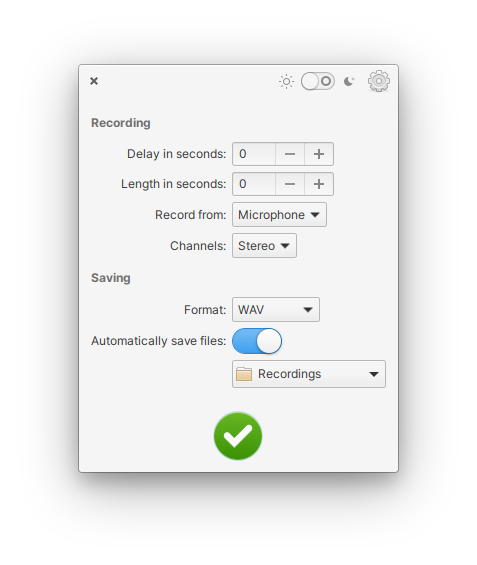 Recording
Delay in seconds: 0
Length in seconds: 0
Record from: Microphone
Channels: Stereo
Saving
Format: WAV
Automatically save files:
Recordings